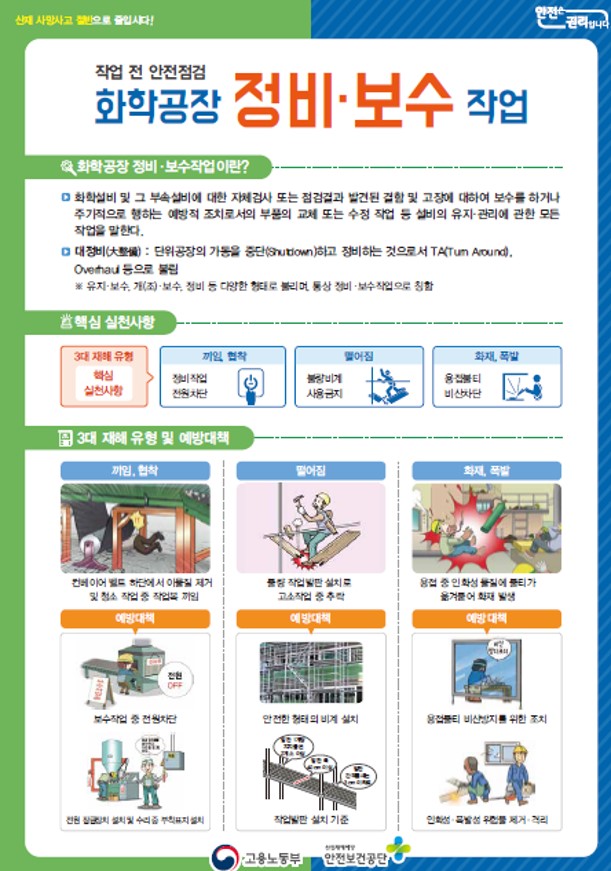 산재 사망사고 절반으로 줄입시다!
안전은 권리입니다
작업 전 안전점검
화학공장 정비·보수 작업
화학공장 정비·보수작업이란?
화학설비 및 그 부속설비에 대한 자체검사 또는 점검결과 발견된 결함 및 고장에 대하여 보수를 하거나
주기적으로 행하는 예방적 조치로서의 부품의 교체 또는 수정 작업 등 설비의 유지·관리에 관한 모든
작업을 말한다.
대정비(大整備) : 단위공장의 가동을 중단(Shutdown)하고 정비하는 것으로서 TA(Turn Around),
Overhaul 등으로 불림
※ 유지·보수, 개(조)·보수, 정비 등 다양한 형태로 불리며, 통상 정비·보수작업으로 칭함
핵심 실천사항
3대 재해 유형
핵심
실천사항
끼임, 협착
정비작업
전원차단
떨어짐
불량비계
사용금지
화재, 폭발
용접불티
비산차단
3대 재해 유형 및 예방대책
끼임, 협착
떨어짐
화재, 폭발
컨베이어 벨트 하단에서 이물질 제거
및 청소 작업 중 작업복 끼임
불량 작업발판 설치로
고소작업 중 추락
용접 중 인화성 물질에 불티가
옮겨붙어 화재 발생
예방대책
예방대책
예방대책
전원
OFF
보수작업 중 전원차단
안전한 형태의 비계 설치
용접불티 비산방지를 위한 조치
전원 잠금장치 설치 및 수리중 부착표지 설치
작업발판 설치 기준
인화성·폭발성 위험물 제거·격리
고용노동부
산업재해예방
안전보건공단